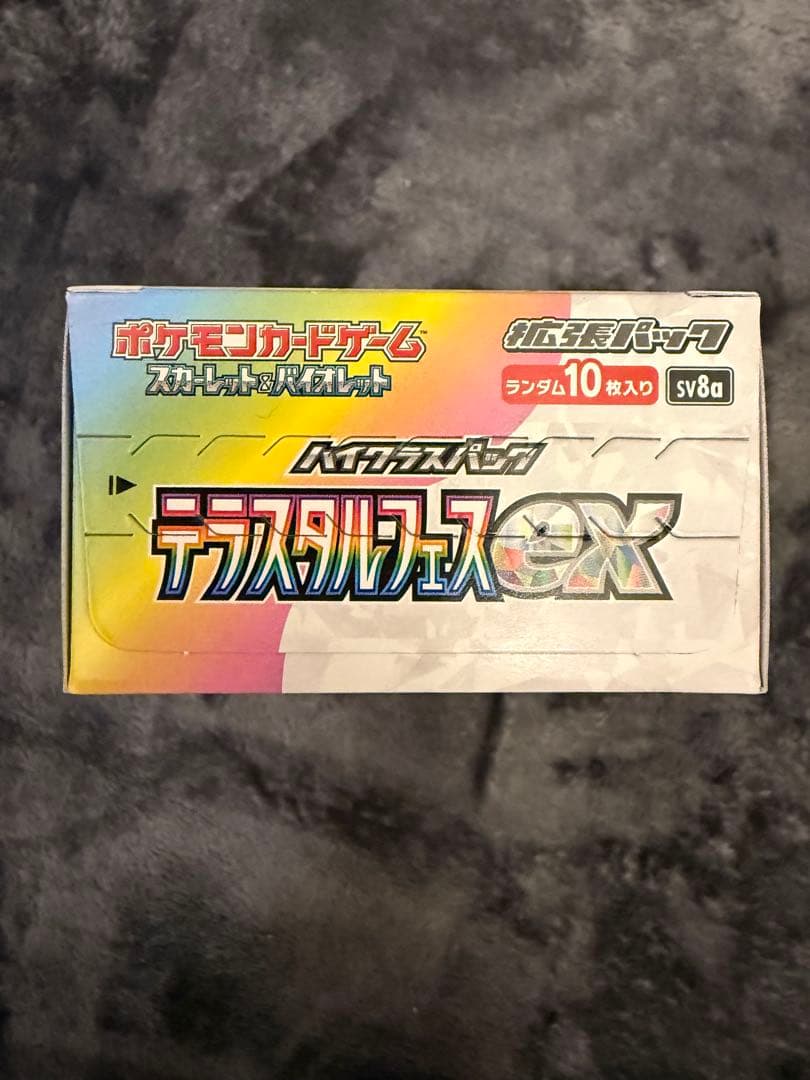 ポケモンカードゲーム™
スカーレット&バイオレット
拡張パック
ランダム10枚入り
SV8a
ハイクラスパック
テラスタルフェスex